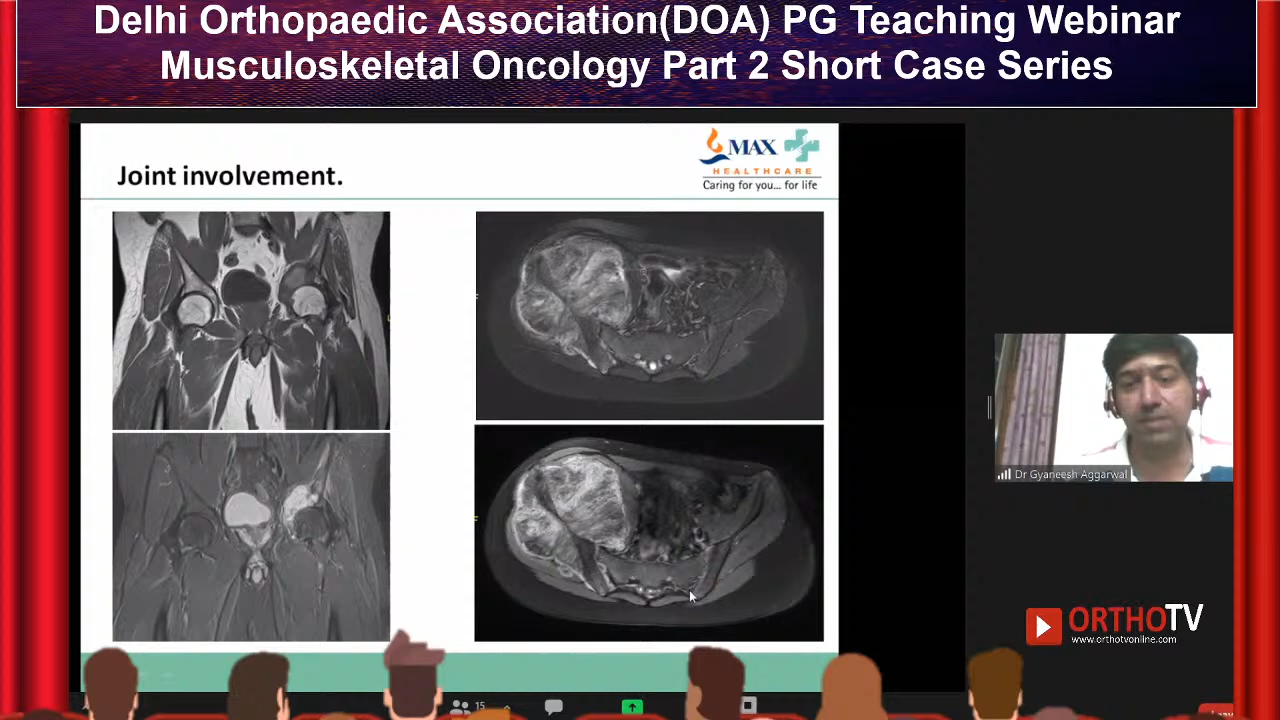 Delhi Orthopaedic Association(DOA) PG Teaching Webinar
Musculoskeletal Oncology Part 2 Short Case Series
Joint involvement.
MAX
HEALTHCARE
Caring for you... for life
Dr Gyaneesh Aggarwal
ORTHOTV
www.orthotvonline.com
15